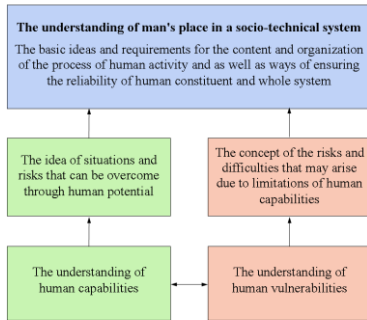 The understanding of man's place in a socio-technical system
The basic ideas and requirements for the content and organization
of the process of human activity and as well as ways of ensuring
the reliability of human constituent and whole system
The idea of situations and
risks that can be overcome
through human potential
The concept of the risks and
difficulties that may arise
due to limitations of human
capabilities
The understanding of
human capabilities
The understanding of
human vulnerabilities